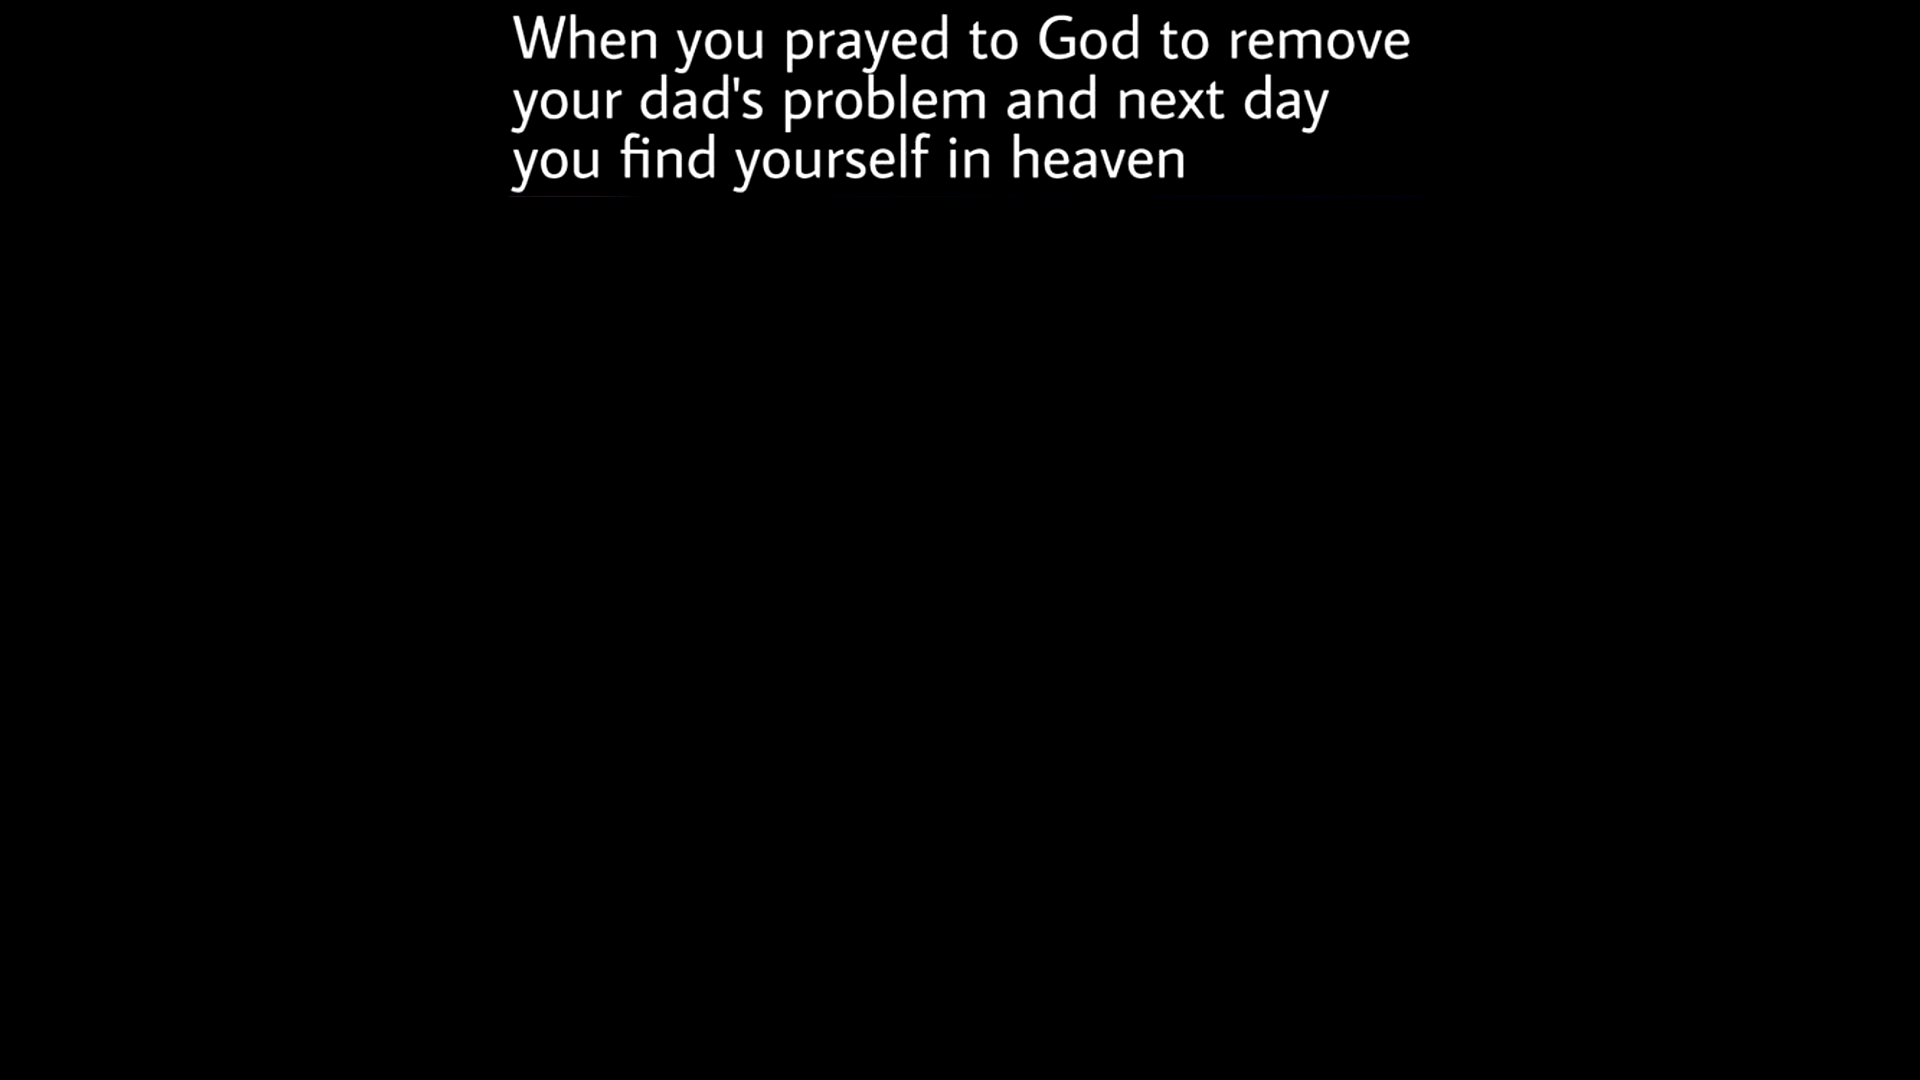 When you prayed to God to remove
your dad's problem and next day
you find yourself in heaven